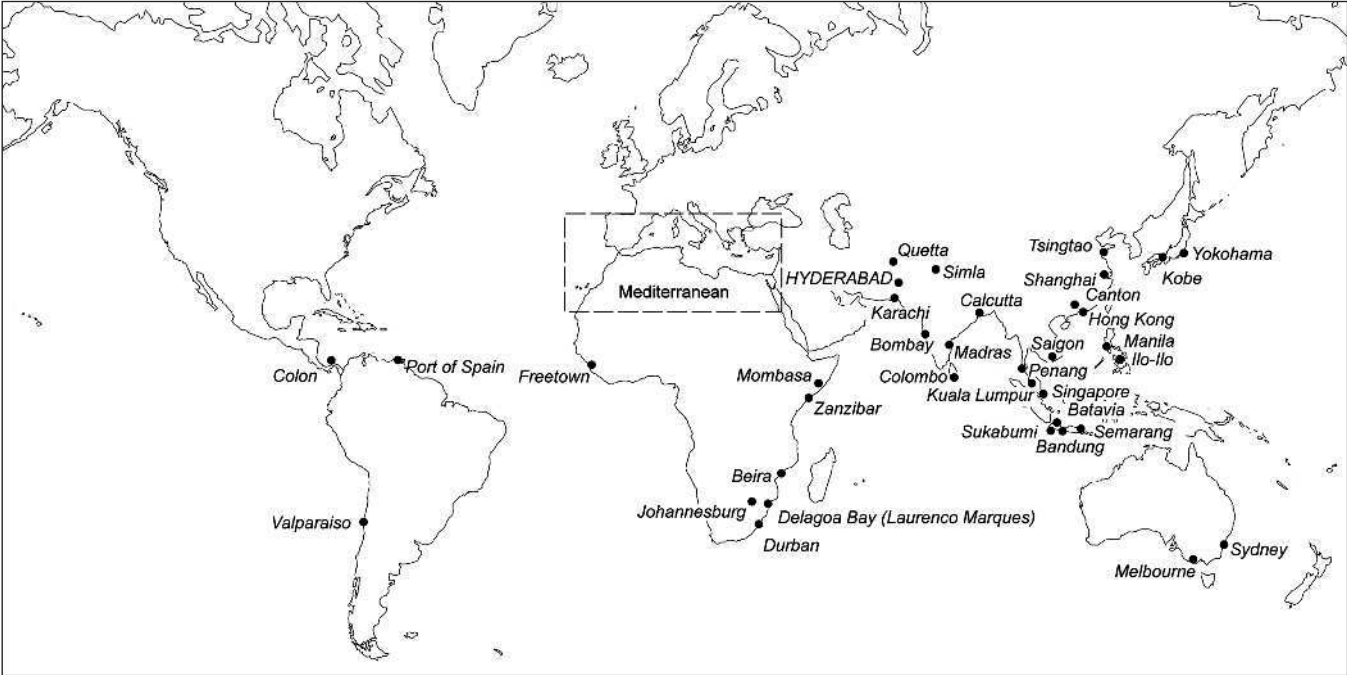 Tsingtao
Yokohama
Quetta
Simla
Kobe
HYDERABAD
Shanghai
Mediterranean
Canton
Karachi
Calcutta
Hong Kong
Bombay
Saigon
Manila
Madras
Ilo-Ilo
Port of Spain
Colon
Freetown
Penang
Mombasa
Colombo
Kuala Lumpur
Singapore
Zanzibar
Batavia
Sukabumi
Semarang
Bandung
Beira
Johannesburg
Delagoa Bay (Laurenco Marques)
Valparaiso
Durban
Sydney
Melbourne